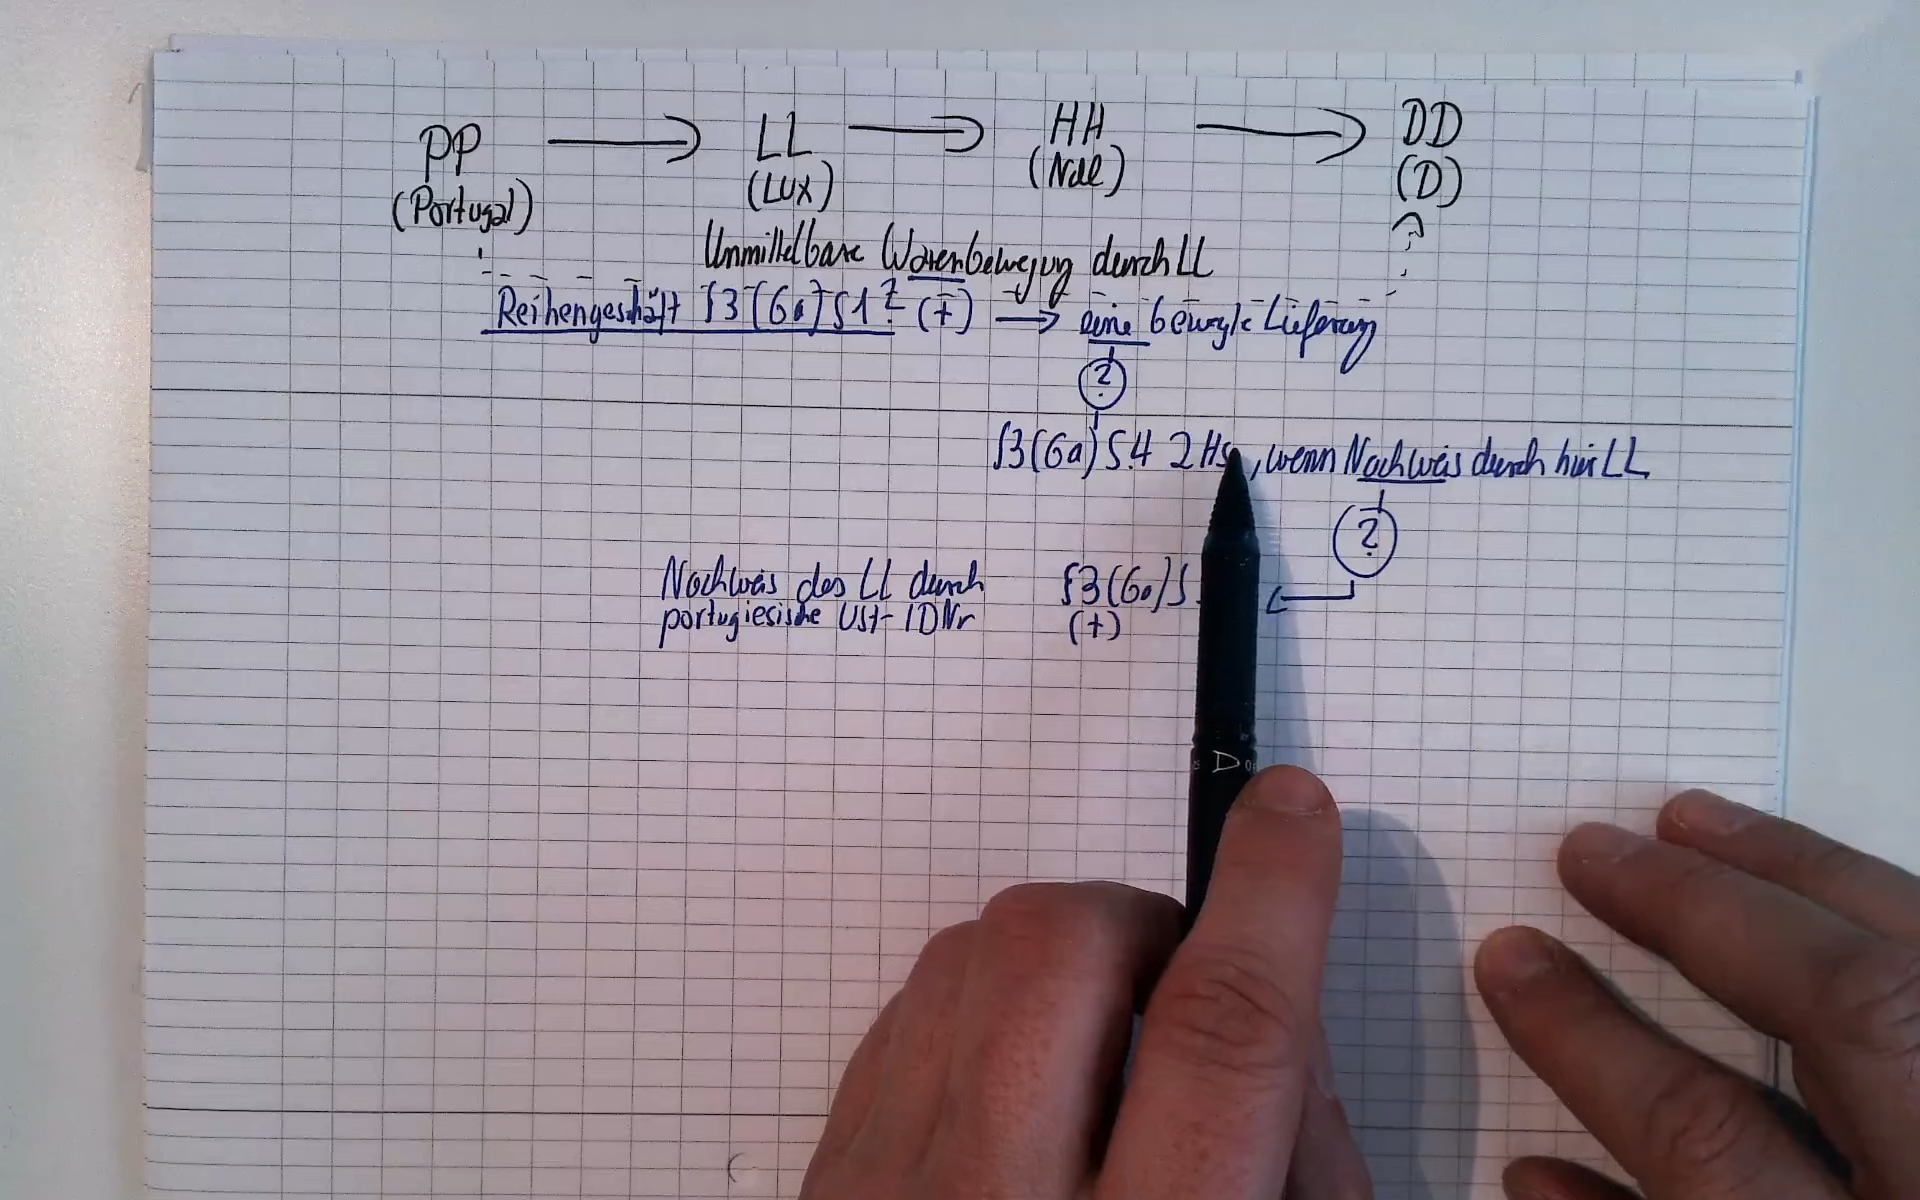 PP LL HH DD
(Portugal) (LUX) (Ndl) (D)
Unmittelbare Warenbewegung durch LL
Reihengeschäft §3(6a) S1? (+) → eine bewegte Lieferung
?
§3(6a) S.4 2 HS, wenn Nachweis durch hier LL
?
Nachweis des LL durch §3(6a) S
portugiesische USt-IDNr (+)
D